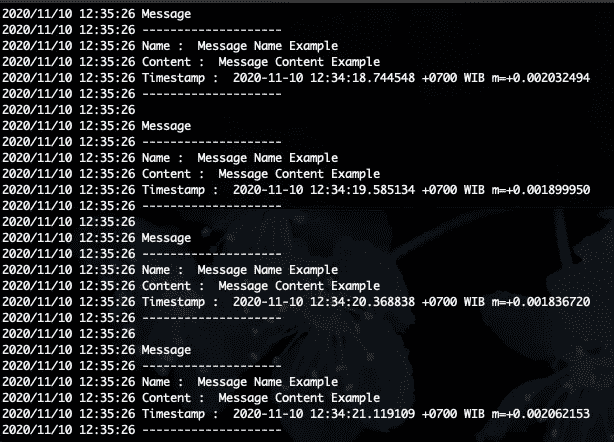 2020/11/10 12:35:26 Message
2020/11/10 12:35:26 --------------------
2020/11/10 12:35:26 Name :  Message Name Example
2020/11/10 12:35:26 Content :  Message Content Example
2020/11/10 12:35:26 Timestamp :  2020-11-10 12:34:18.744548 +0700 WIB m=+0.002032494
2020/11/10 12:35:26 --------------------
2020/11/10 12:35:26
2020/11/10 12:35:26 Message
2020/11/10 12:35:26 --------------------
2020/11/10 12:35:26 Name :  Message Name Example
2020/11/10 12:35:26 Content :  Message Content Example
2020/11/10 12:35:26 Timestamp :  2020-11-10 12:34:19.585134 +0700 WIB m=+0.001899950
2020/11/10 12:35:26 --------------------
2020/11/10 12:35:26
2020/11/10 12:35:26 Message
2020/11/10 12:35:26 --------------------
2020/11/10 12:35:26 Name :  Message Name Example
2020/11/10 12:35:26 Content :  Message Content Example
2020/11/10 12:35:26 Timestamp :  2020-11-10 12:34:20.368838 +0700 WIB m=+0.001836720
2020/11/10 12:35:26 --------------------
2020/11/10 12:35:26
2020/11/10 12:35:26 Message
2020/11/10 12:35:26 --------------------
2020/11/10 12:35:26 Name :  Message Name Example
2020/11/10 12:35:26 Content :  Message Content Example
2020/11/10 12:35:26 Timestamp :  2020-11-10 12:34:21.119109 +0700 WIB m=+0.002062153
2020/11/10 12:35:26 --------------------